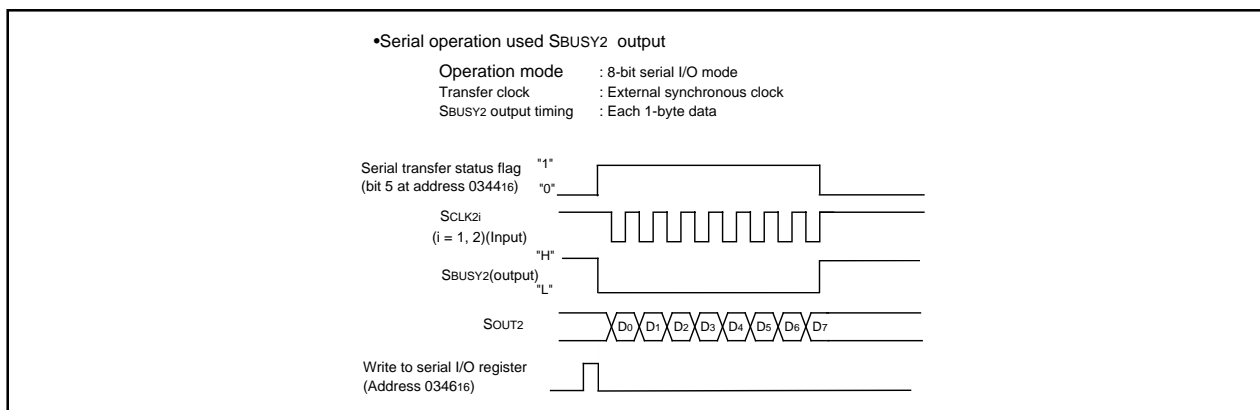 •Serial operation used SBUSY2 output
Operation mode : 8-bit serial I/O mode
Transfer clock : External synchronous clock
SBUSY2 output timing : Each 1-byte data
Serial transfer status flag "1"
(bit 5 at address 034416) "0"
SCLK2i
(i = 1, 2)(Input)
"H"
SBUSY2(output)
"L"
SOUT2 D0 D1 D2 D3 D4 D5 D6 D7
Write to serial I/O register
(Address 034616)